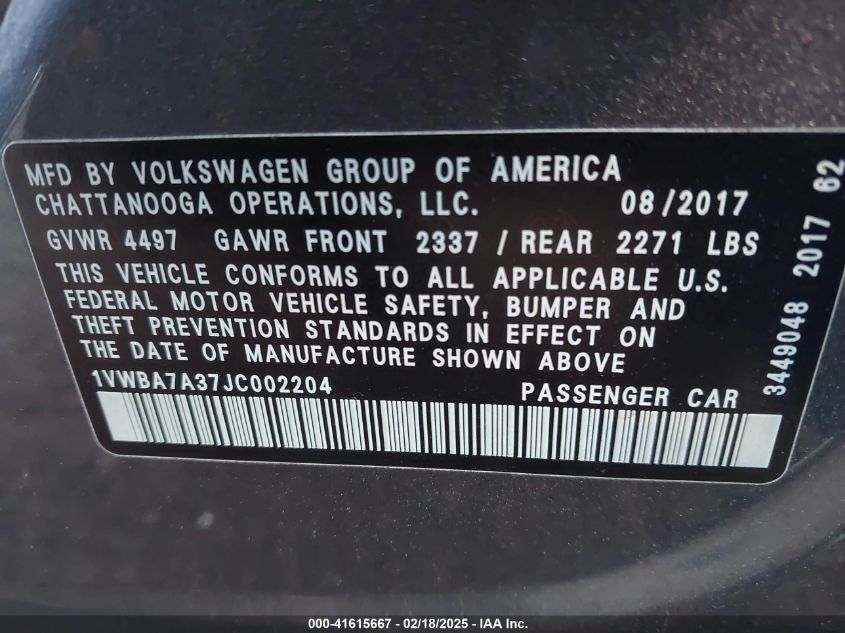 MFD BY VOLKSWAGEN GROUP OF AMERICA
CHATTANOOGA OPERATIONS, LLC. 08/2017
GVWR 4497 GAWR FRONT 2337 / REAR 2271 LBS
THIS VEHICLE CONFORMS TO ALL APPLICABLE U.S.
FEDERAL MOTOR VEHICLE SAFETY, BUMPER AND
THEFT PREVENTION STANDARDS IN EFFECT ON
THE DATE OF MANUFACTURE SHOWN ABOVE
1VWBA7A37JC002204 PASSENGER CAR
3449048 2017 62
000-41615667 - 02/18/2025 - IAA Inc.